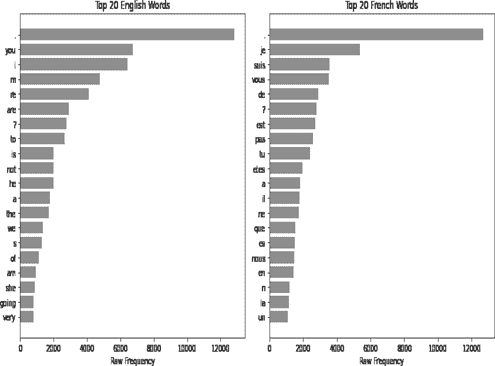 Top 20 English Words
.
you
i
m
re
are
?
to
is
not
he
a
the
we
s
of
am
she
going
very
0 2000 4000 6000 8000 10000 12000
Raw Frequency
Top 20 French Words
.
je
suis
vous
de
?
est
pas
tu
etes
a
il
ne
que
es
nous
en
n
la
un
0 2000 4000 6000 8000 10000 12000
Raw Frequency